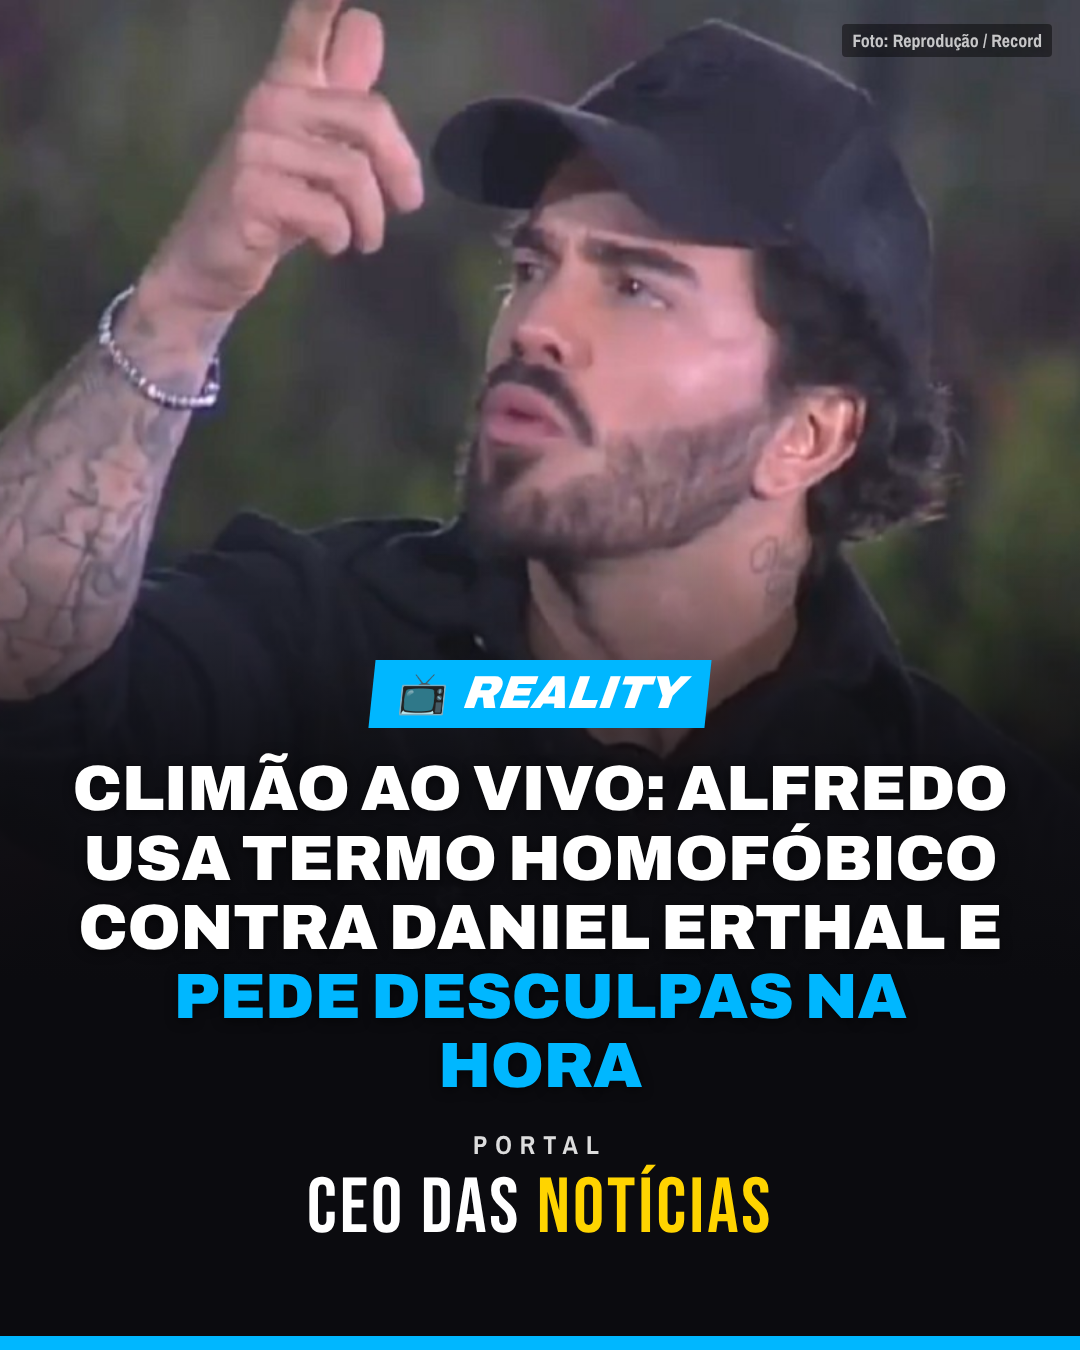 Foto: Reprodução / Record
REALITY
CLIMÃO AO VIVO: ALFREDO
USA TERMO HOMOFÓBICO
CONTRA DANIEL ERTHAL E
PEDE DESCULPAS NA
HORA
PORTAL
CEO DAS NOTÍCIAS